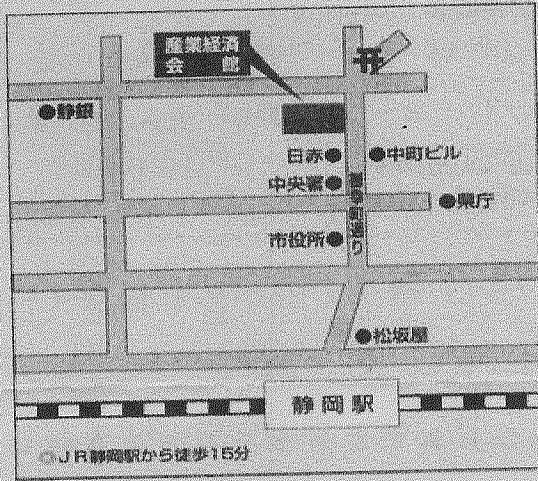 産業経済
会館
静銀
日赤
中町ビル
中央署
県庁
御幸町通り
市役所
松坂屋
静岡駅
◎JR静岡駅から徒歩15分